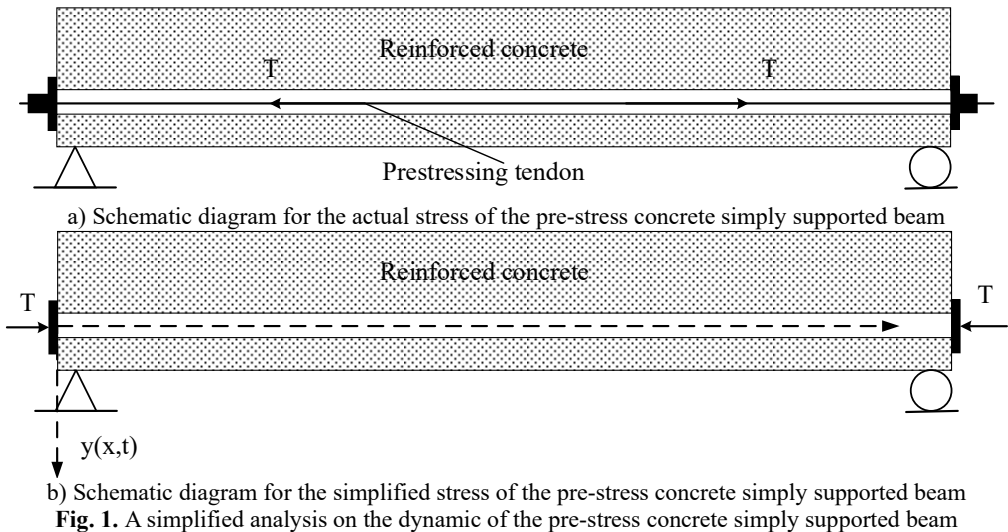 Reinforced concrete
T T
Prestressing tendon
a) Schematic diagram for the actual stress of the pre-stress concrete simply supported beam
Reinforced concrete
T T
y(x,t)
b) Schematic diagram for the simplified stress of the pre-stress concrete simply supported beam
Fig. 1. A simplified analysis on the dynamic of the pre-stress concrete simply supported beam